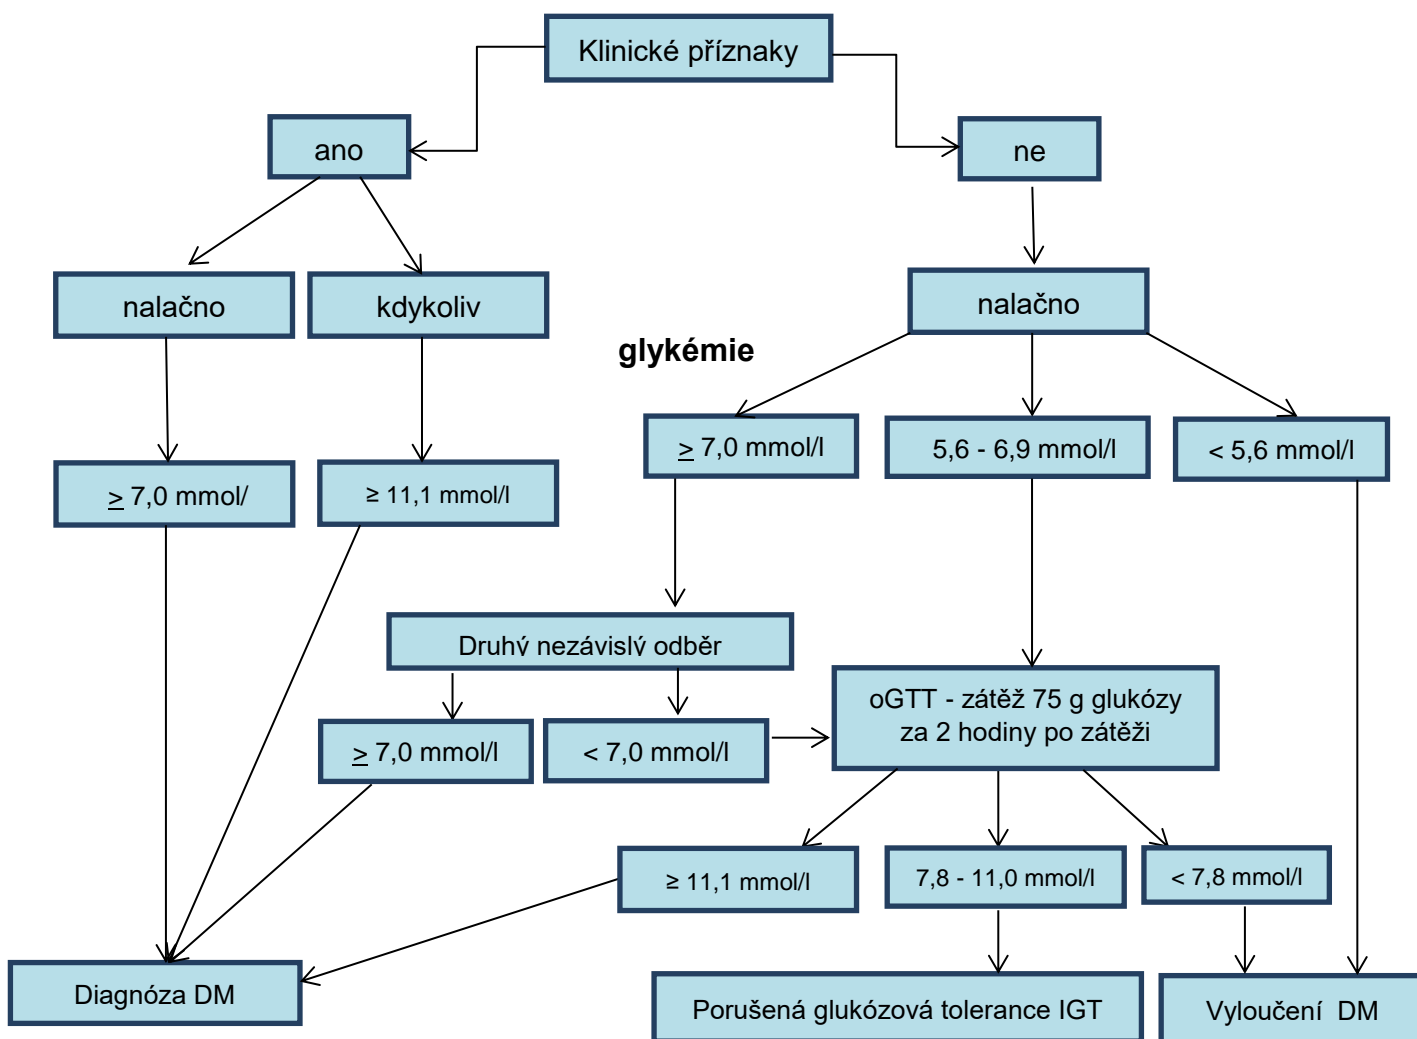 Klinické příznaky
ano
ne
nalačno
kdykoliv
nalačno
glykémie
≥ 7,0 mmol/l
5,6 - 6,9 mmol/l
< 5,6 mmol/l
≥ 7,0 mmol/
≥ 11,1 mmol/l
Druhý nezávislý odběr
oGTT - zátěž 75 g glukózy
za 2 hodiny po zátěži
≥ 7,0 mmol/l
< 7,0 mmol/l
≥ 11,1 mmol/l
7,8 - 11,0 mmol/l
< 7,8 mmol/l
Diagnóza DM
Porušená glukózová tolerance IGT
Vyloučení DM